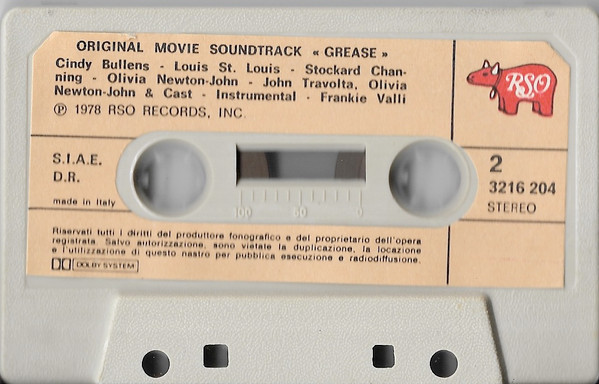 ORIGINAL MOVIE SOUNDTRACK « GREASE »
Cindy Bullens - Louis St. Louis - Stockard Chan-
ning - Olivia Newton-John - John Travolta, Olivia
Newton-John & Cast - Instrumental - Frankie Valli
℗ 1978 RSO RECORDS, INC.
RSO
S.I.A.E.
D.R.
made in Italy
100 50 0
2
3216 204
STEREO
Riservati tutti i diritti del produttore fonografico e del proprietario dell'opera
registrata. Salvo autorizzazione, sono vietate la duplicazione, la locazione
e l'utilizzazione di questo nastro per pubblica esecuzione e radiodiffusione.
DOLBY SYSTEM